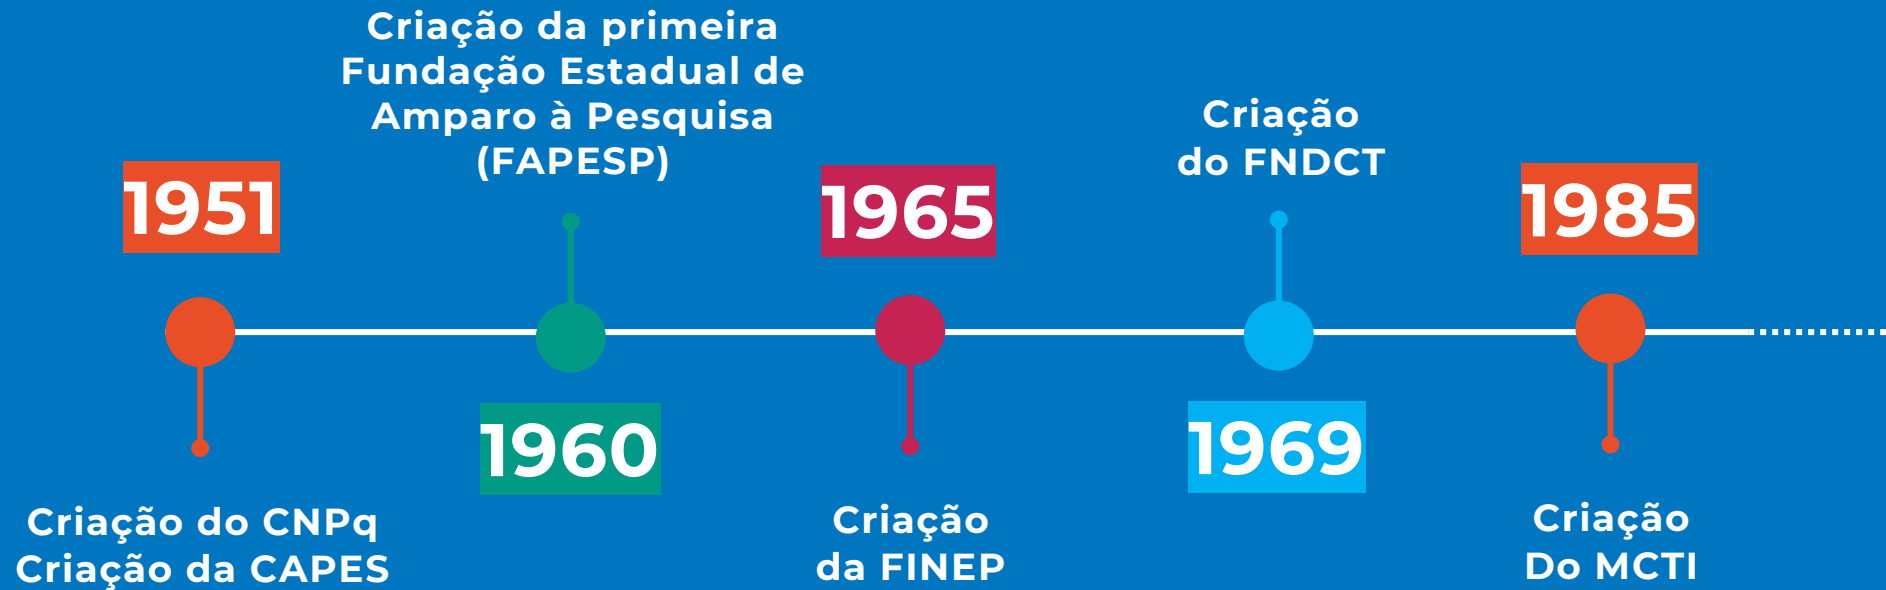 1951
Criação do CNPq
Criação da CAPES
Criação da primeira
Fundação Estadual de
Amparo à Pesquisa
(FAPESP)
1960
1965
Criação
da FINEP
Criação
do FNDCT
1969
1985
Criação
Do MCTI